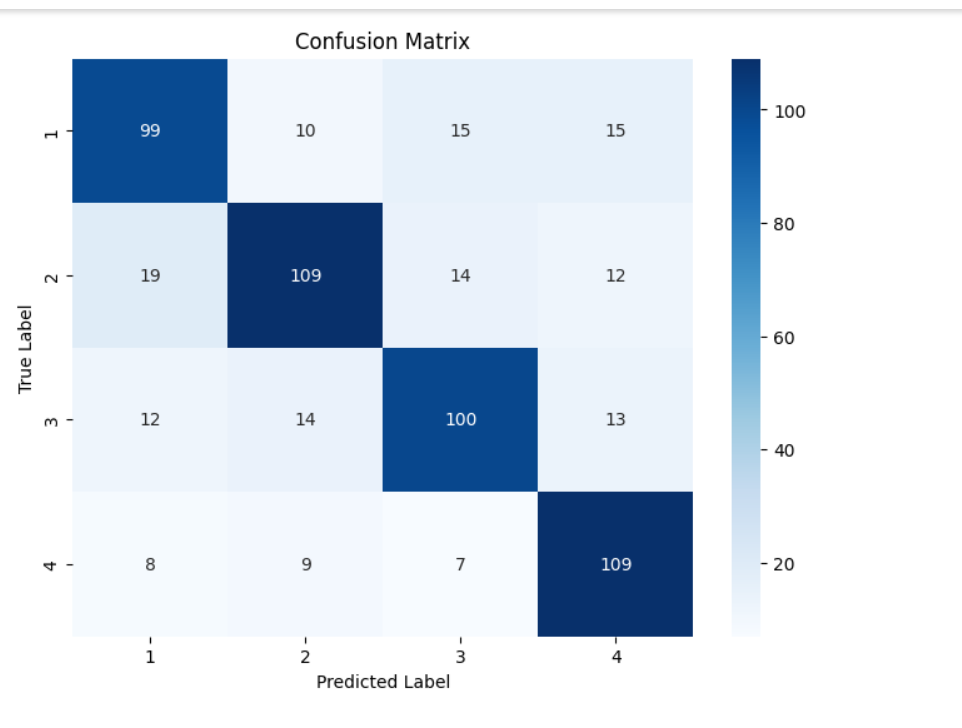 Confusion Matrix
1 99 10 15 15
2 19 109 14 12
3 12 14 100 13
4 8 9 7 109
1 2 3 4
Predicted Label
True Label
100
80
60
40
20